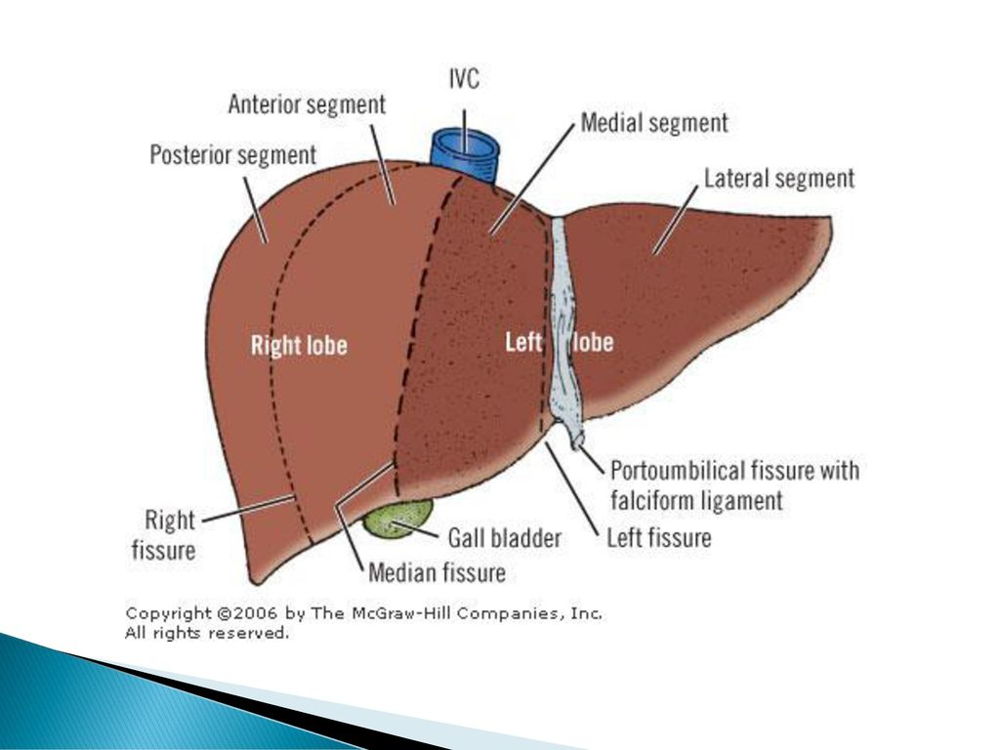 IVC
Anterior segment
Medial segment
Posterior segment
Lateral segment
Right lobe
Left lobe
Portoumbilical fissure with
falciform ligament
Right
fissure
Gall bladder
Left fissure
Median fissure
Copyright ©2006 by The McGraw-Hill Companies, Inc.
All rights reserved.